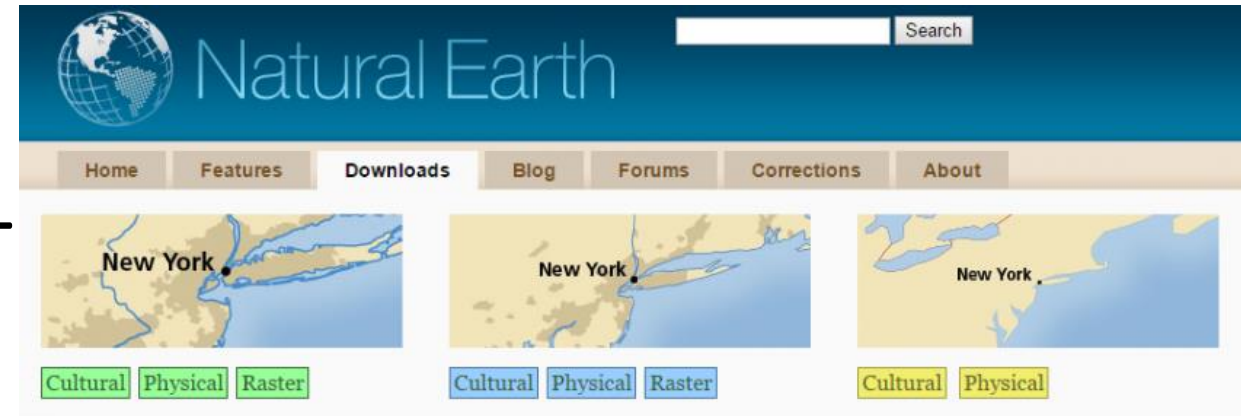 Natural Earth
Search
Home Features Downloads Blog Forums Corrections About
New York
New York
New York
Cultural Physical Raster
Cultural Physical Raster
Cultural Physical